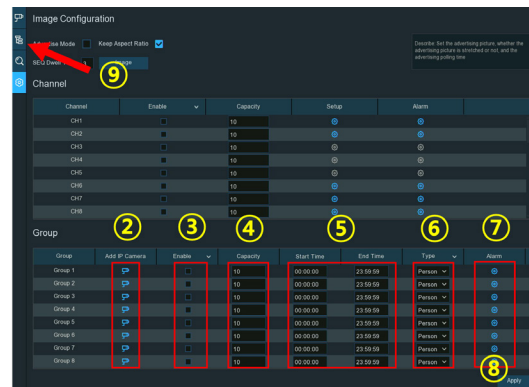 Image Configuration
Advertise Mode Keep Aspect Ratio
SEQ Dwell Image
9
Describe: Set the advertising picture, whether the
advertising picture is stretched or not, and the
advertising polling time
Channel
Channel Enable Capacity Setup Alarm
CH1 10
CH2 10
CH3 10
CH4 10
CH5 10
CH6 10
CH7 10
CH8 10
2 3 4 5 6 7
Group
Group Add IP Camera Enable Capacity Start Time End Time Type Alarm
Group 1 10 00:00:00 23:59:59 Person
Group 2 10 00:00:00 23:59:59 Person
Group 3 10 00:00:00 23:59:59 Person
Group 4 10 00:00:00 23:59:59 Person
Group 5 10 00:00:00 23:59:59 Person
Group 6 10 00:00:00 23:59:59 Person
Group 7 10 00:00:00 23:59:59 Person
Group 8 10 00:00:00 23:59:59 Person
8
Apply